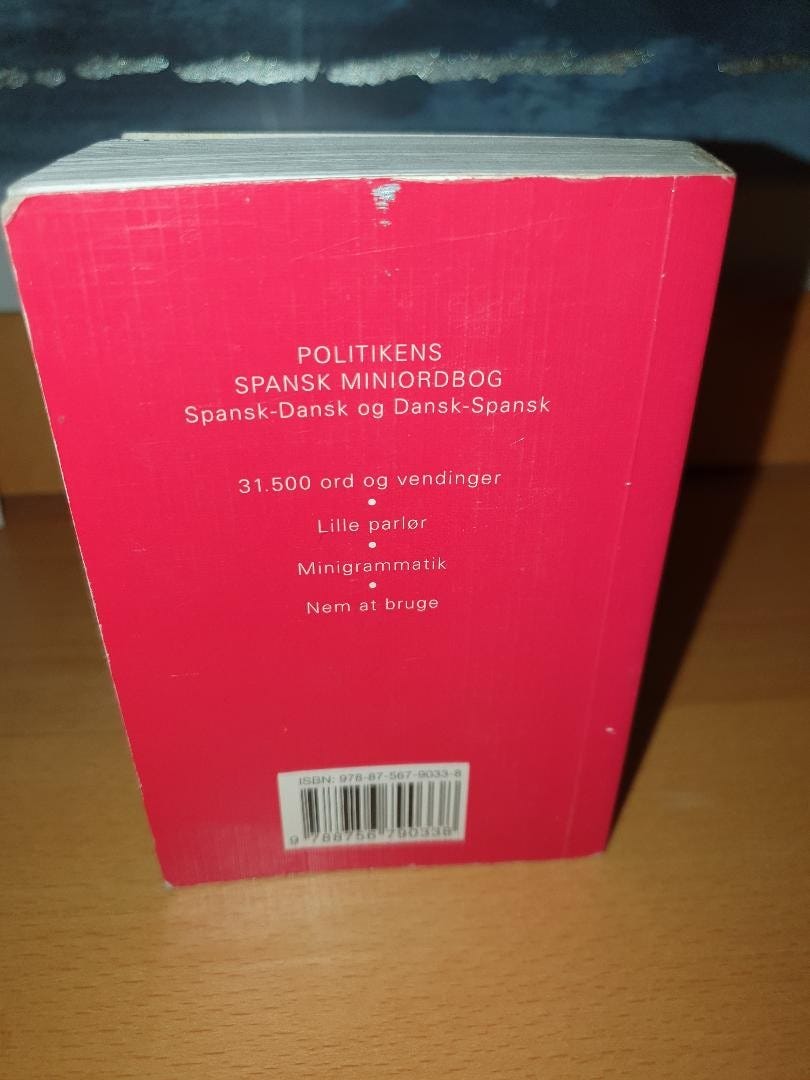 POLITIKENS
SPANSK MINIORDBOG
Spansk-Dansk og Dansk-Spansk
31.500 ord og vendinger
•
Lille parlør
•
Minigrammatik
•
Nem at bruge
ISBN: 978-87-567-9033-8
9 788756 790338